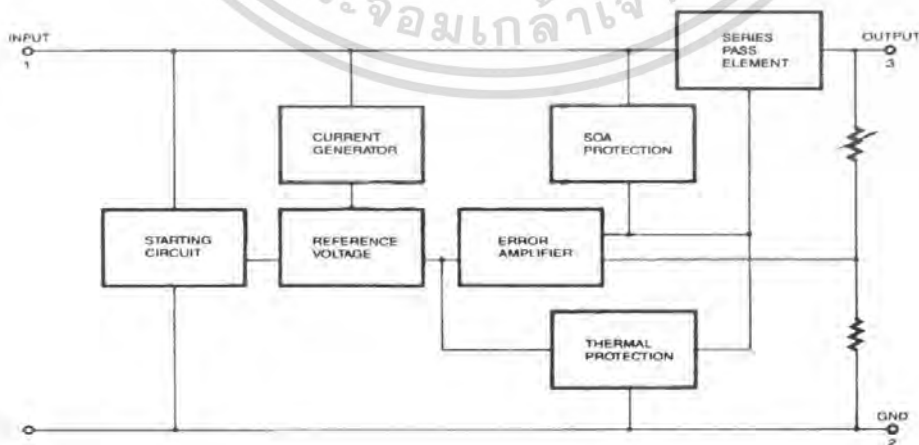 INPUT
1
SERIES
PASS
ELEMENT
OUTPUT
3
CURRENT
GENERATOR
SOA
PROTECTION
STARTING
CIRCUIT
REFERENCE
VOLTAGE
ERROR
AMPLIFIER
THERMAL
PROTECTION
GND
2